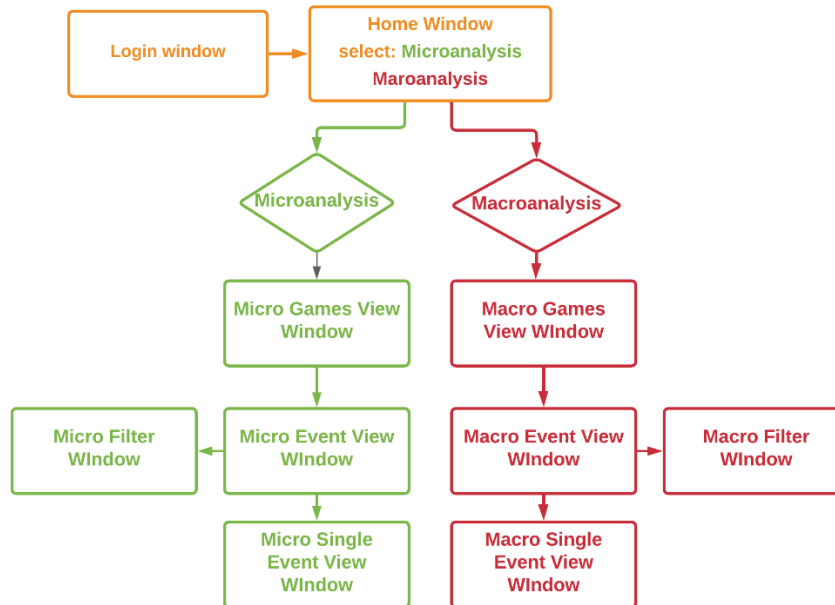 Login window
Home Window
select: Microanalysis
Maroanalysis
Microanalysis
Macroanalysis
Micro Games View
Window
Macro Games
View WIndow
Micro Filter
WIndow
Micro Event View
WIndow
Macro Event View
WIndow
Macro Filter
WIndow
Micro Single
Event View
WIndow
Macro Single
Event View
WIndow